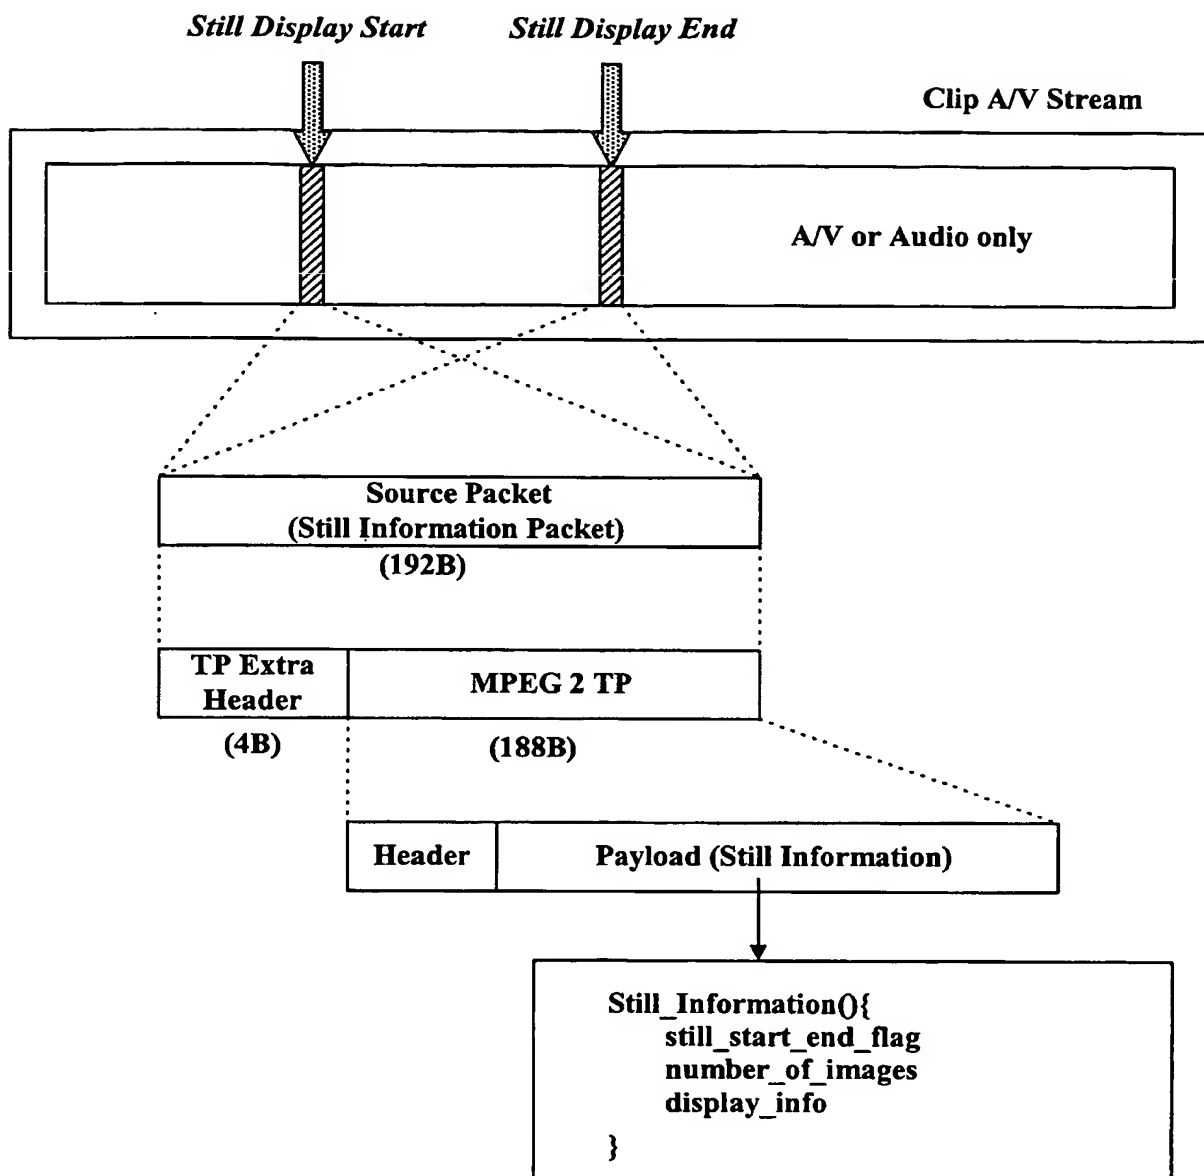 Still Display Start
Still Display End
Clip A/V Stream
A/V or Audio only
Source Packet
(Still Information Packet)
(192B)
TP Extra
Header
MPEG 2 TP
(4B)
(188B)
Header
Payload (Still Information)
Still_Information(){
still_start_end_flag
number_of_images
display_info
}